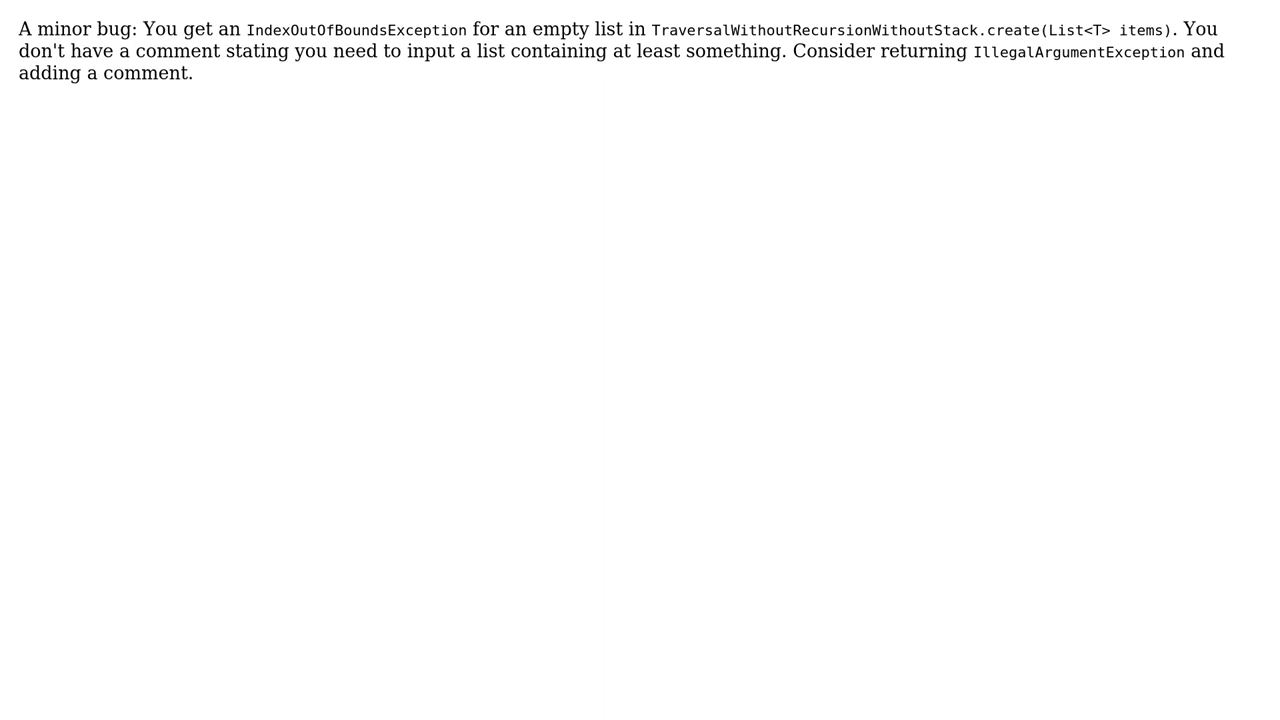 A minor bug: You get an IndexOutOfBoundsException for an empty list in TraversalWithoutRecursionWithoutStack.create(List<T> items). You
don't have a comment stating you need to input a list containing at least something. Consider returning IllegalArgumentException and
adding a comment.